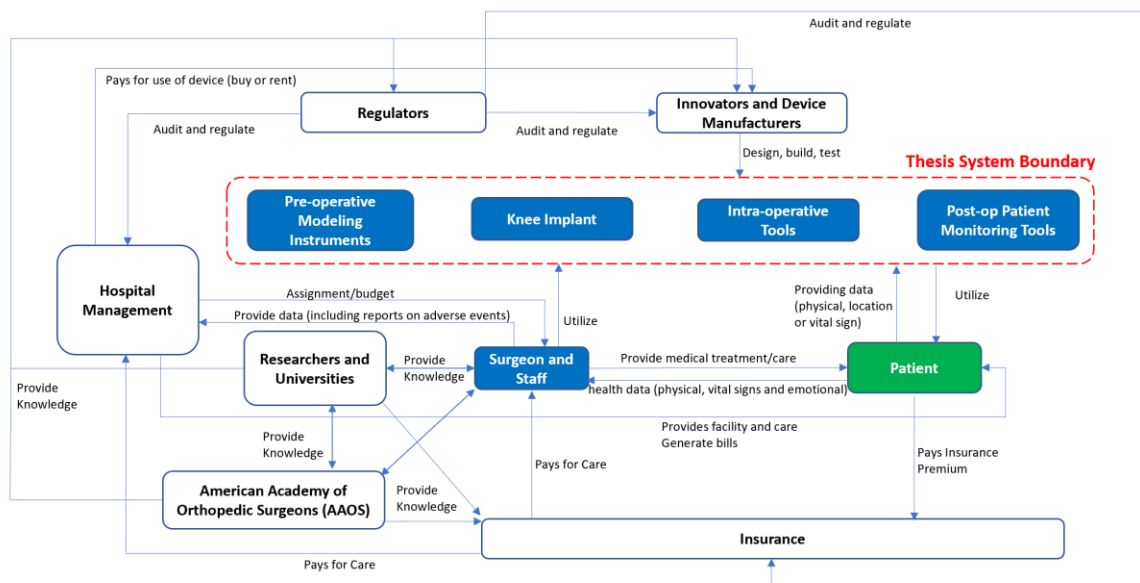 Audit and regulate
Pays for use of device (buy or rent)
Regulators
Innovators and Device
Manufacturers
Audit and regulate
Audit and regulate
Design, build, test
Thesis System Boundary
Pre-operative
Modeling
Instruments
Knee Implant
Intra-operative
Tools
Post-op Patient
Monitoring Tools
Hospital
Management
Assignment/budget
Provide data (including reports on adverse events)
Utilize
Providing data
(physical, location
or vital sign)
Utilize
Researchers and
Universities
Provide
Knowledge
Surgeon and
Staff
Provide medical treatment/care
health data (physical, vital signs and emotional)
Patient
Provide
Knowledge
Provides facility and care
Generate bills
Provide
Knowledge
Pays for Care
Pays Insurance
Premium
American Academy of
Orthopedic Surgeons (AAOS)
Provide
Knowledge
Insurance
Pays for Care